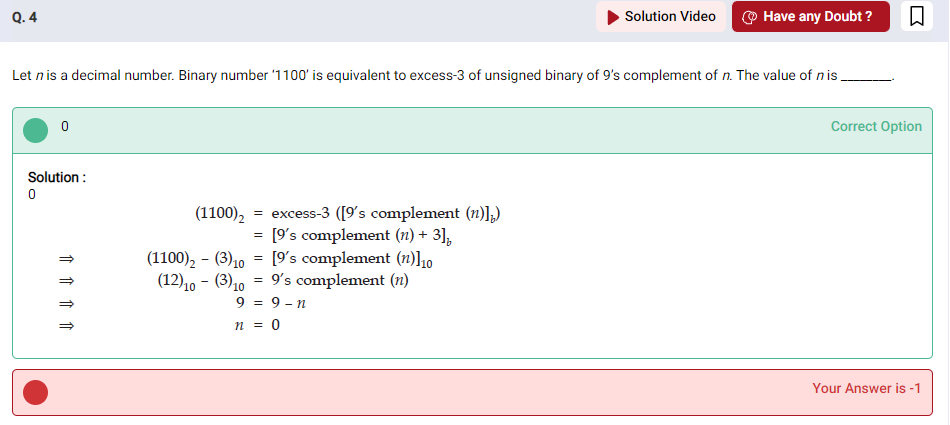 Q. 4
Solution Video
Have any Doubt ?
Let n is a decimal number. Binary number ‘1100’ is equivalent to excess-3 of unsigned binary of 9’s complement of n. The value of n is ________.
0
Correct Option
Solution :
0
(1100)₂ = excess-3 ([9′s complement (n)]_b)
= [9′s complement (n) + 3]_b
⇒ (1100)₂ − (3)₁₀ = [9′s complement (n)]₁₀
⇒ (12)₁₀ − (3)₁₀ = 9′s complement (n)
⇒ 9 = 9 − n
⇒ n = 0
Your Answer is -1